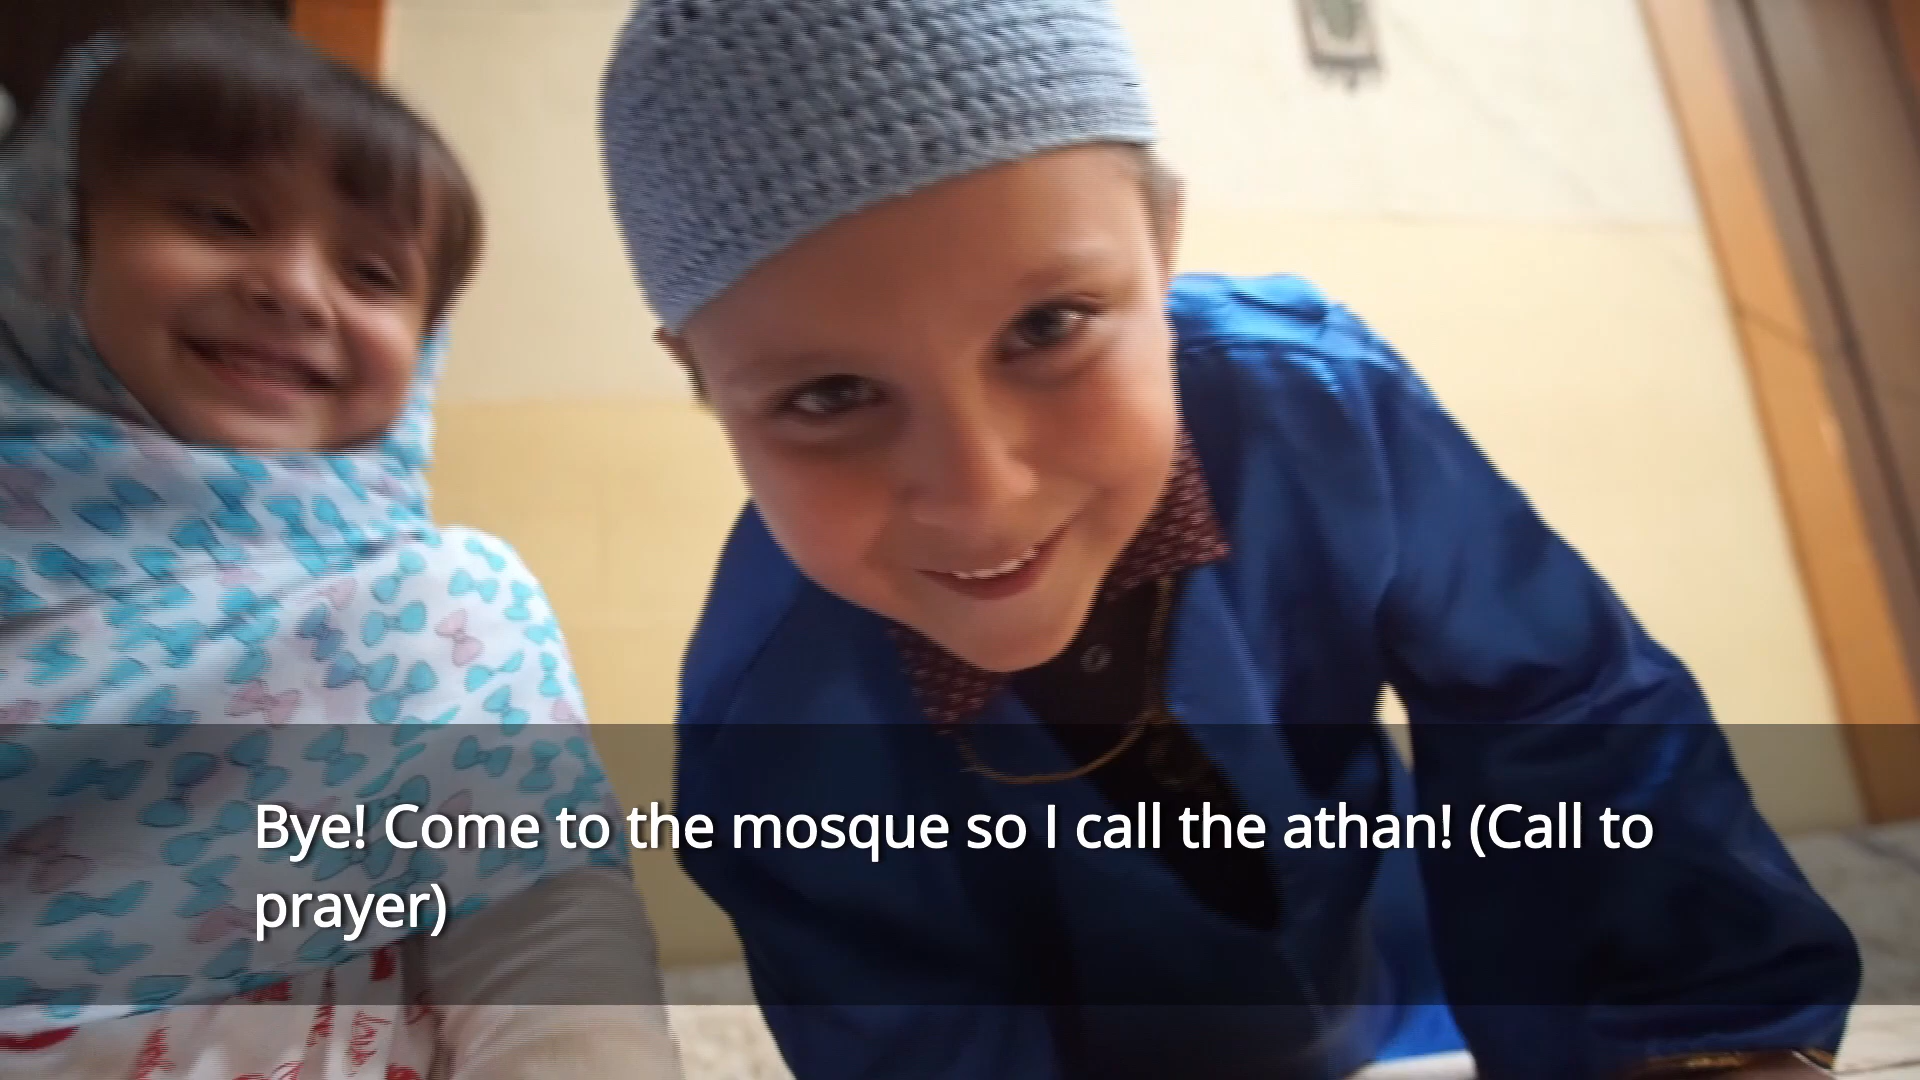 Bye! Come to the mosque so I call the athan! (Call to
prayer)